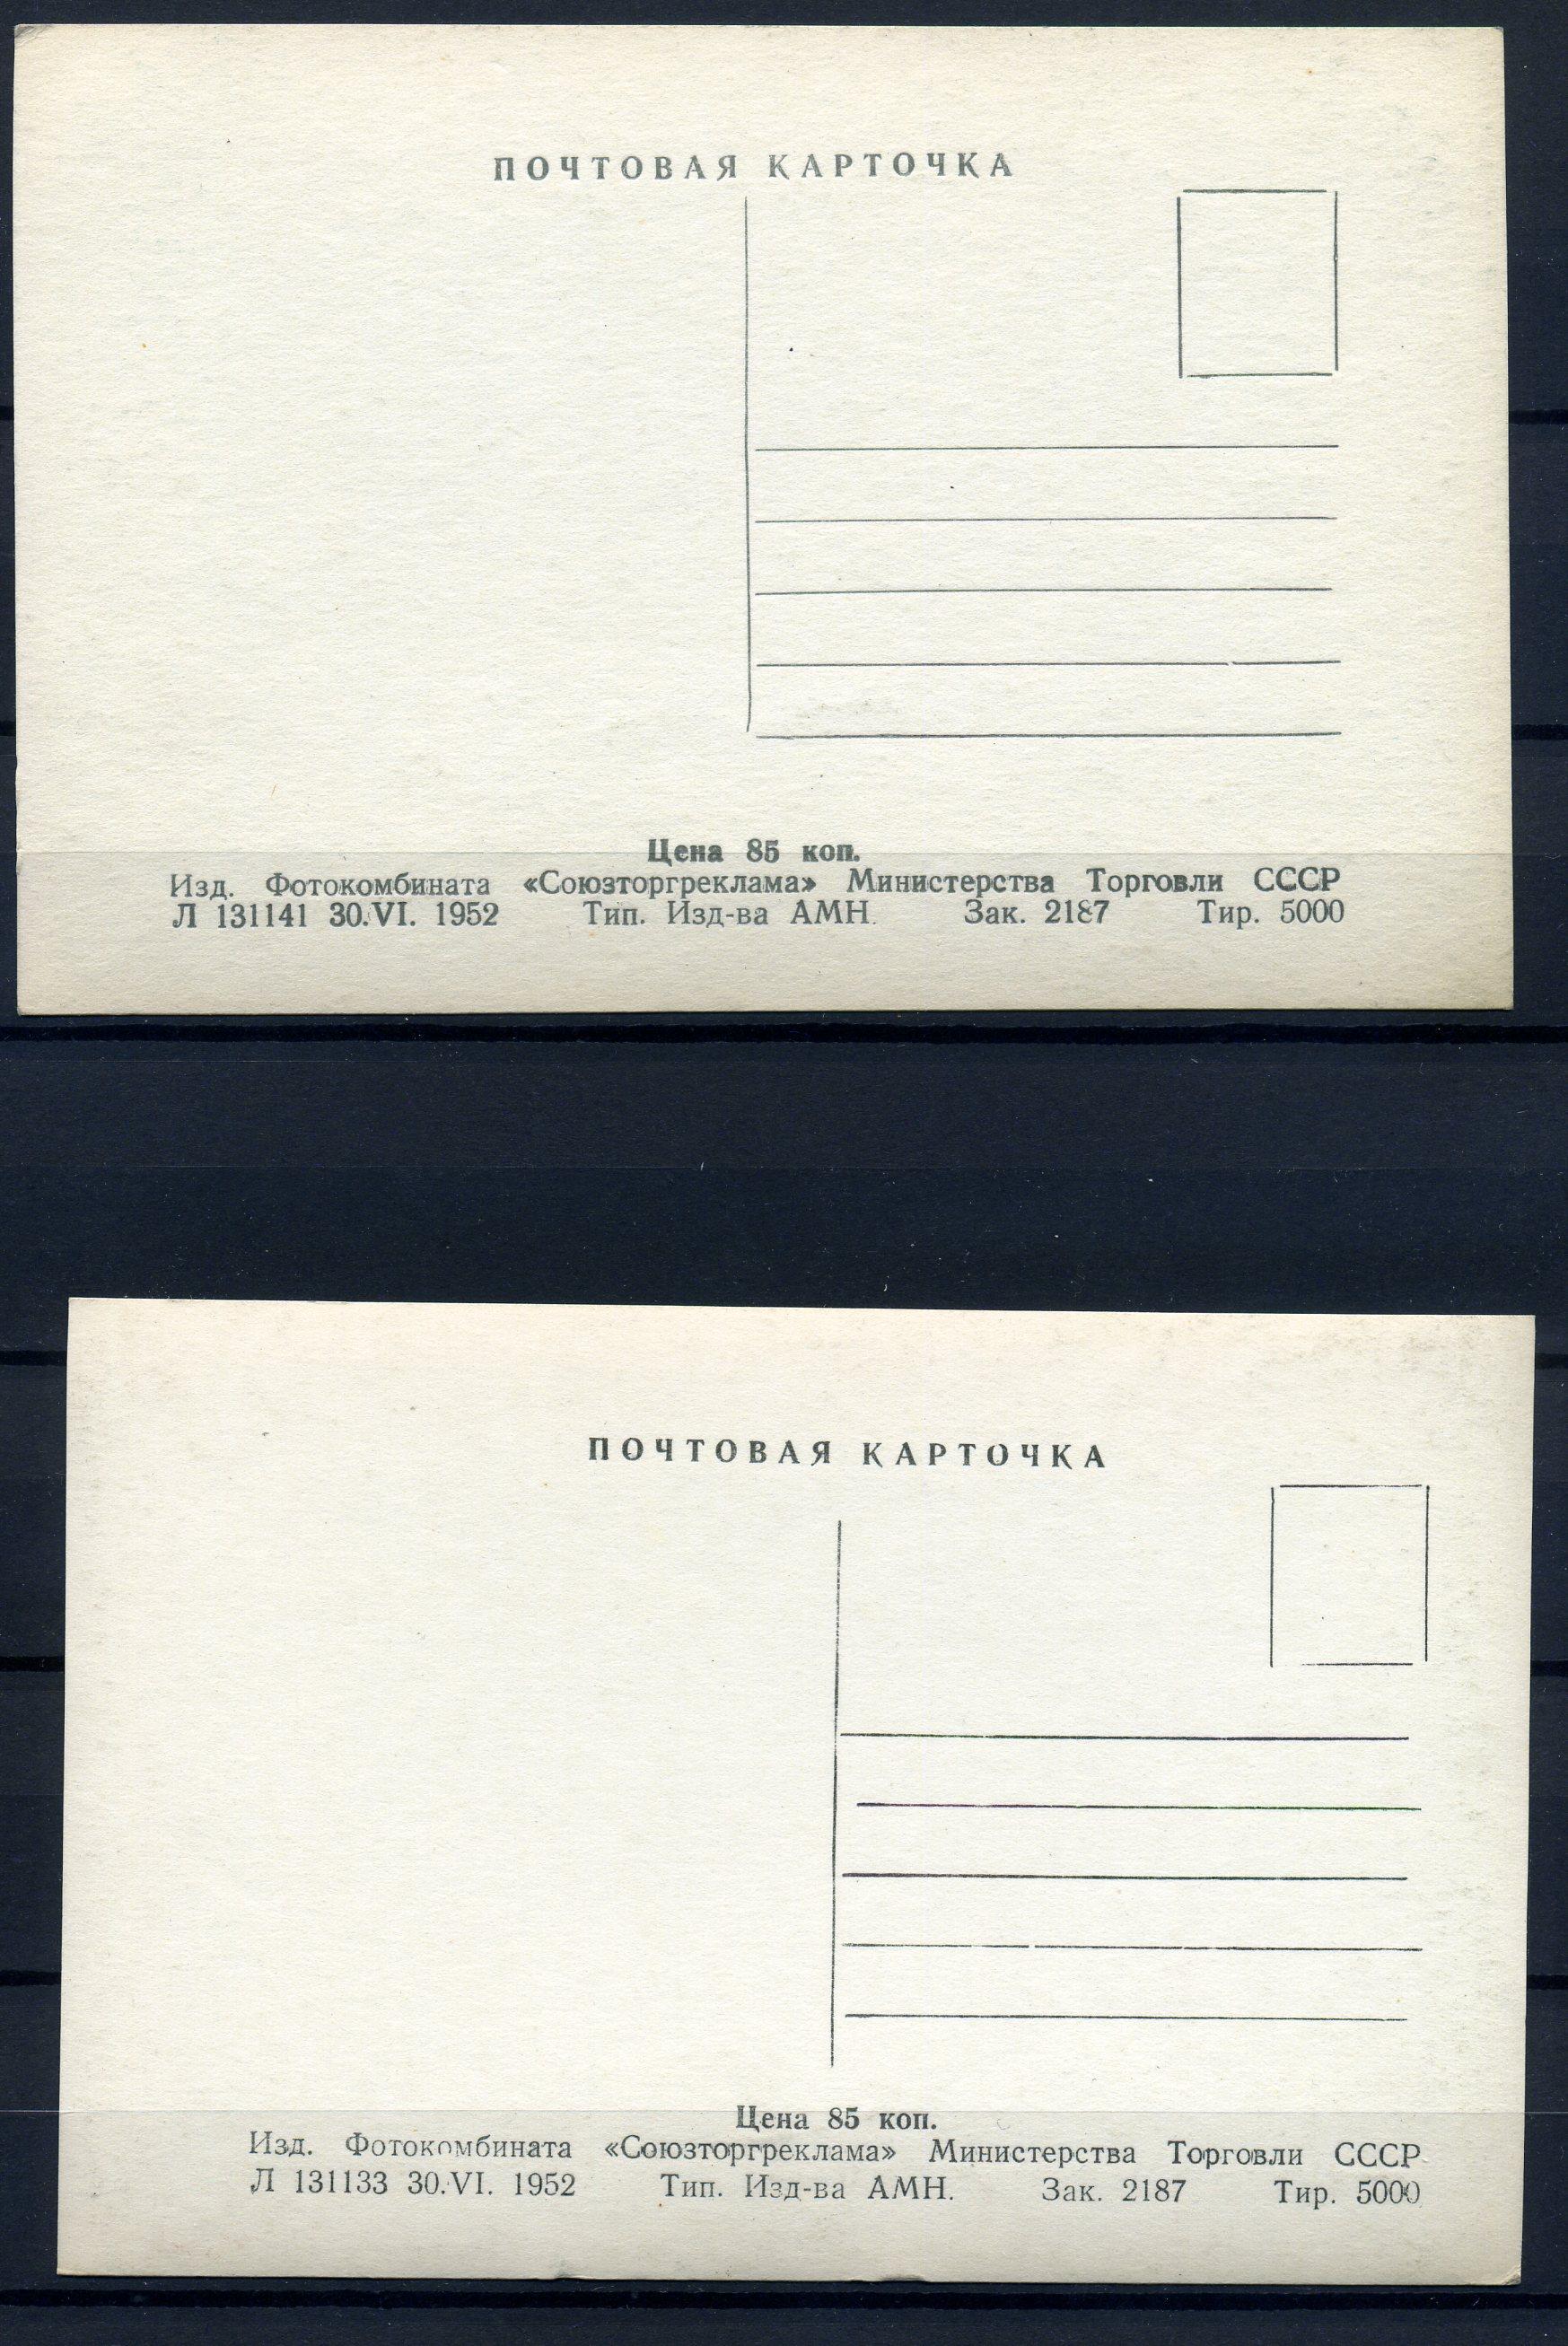 ПОЧТОВАЯ КАРТОЧКА
Цена 85 коп.
Изд. Фотокомбината «Союзторгреклама» Министерства Торговли СССР
Л 131141 30.VI. 1952 Тип. Изд-ва АМН. Зак. 2187 Тир. 5000
ПОЧТОВАЯ КАРТОЧКА
Цена 85 коп.
Изд. Фотокомбината «Союзторгреклама» Министерства Торговли СССР
Л 131133 30.VI. 1952 Тип. Изд-ва АМН. Зак. 2187 Тир. 5000